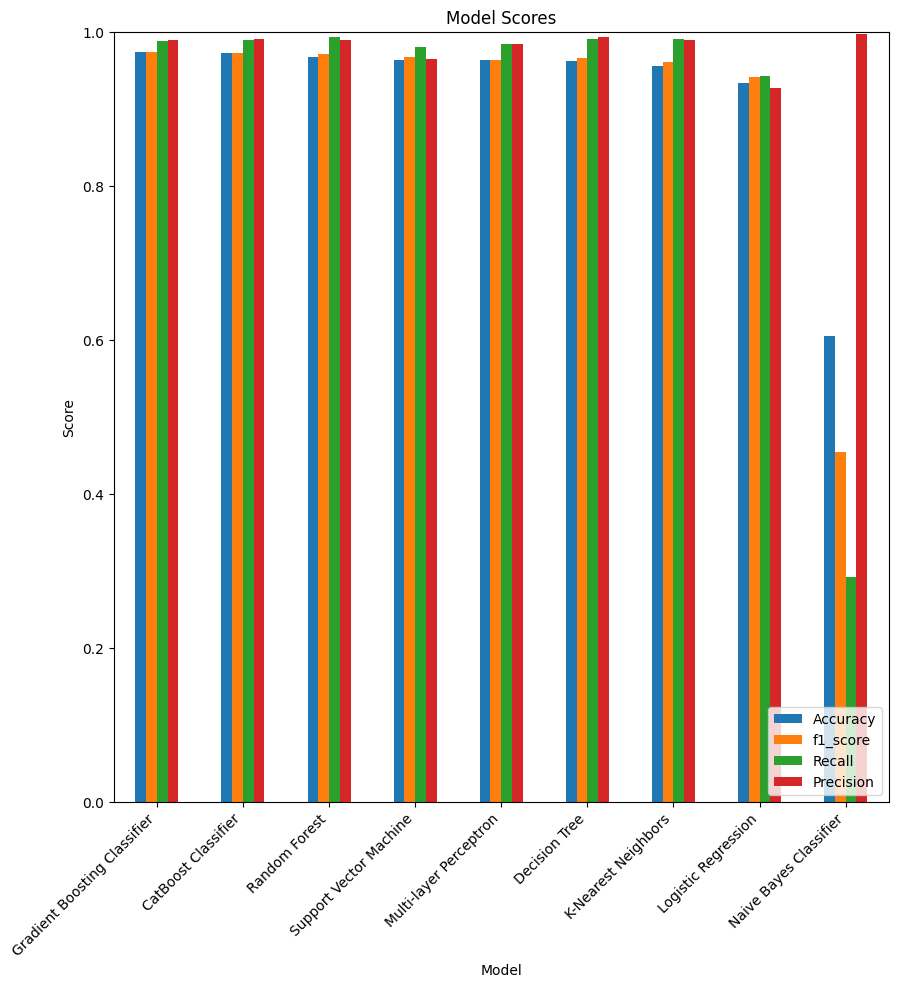 Model Scores
1.0
0.8
0.6
0.4
0.2
0.0
Score
Accuracy
f1_score
Recall
Precision
Gradient Boosting Classifier
CatBoost Classifier
Random Forest
Support Vector Machine
Multi-layer Perceptron
Decision Tree
K-Nearest Neighbors
Logistic Regression
Naive Bayes Classifier
Model